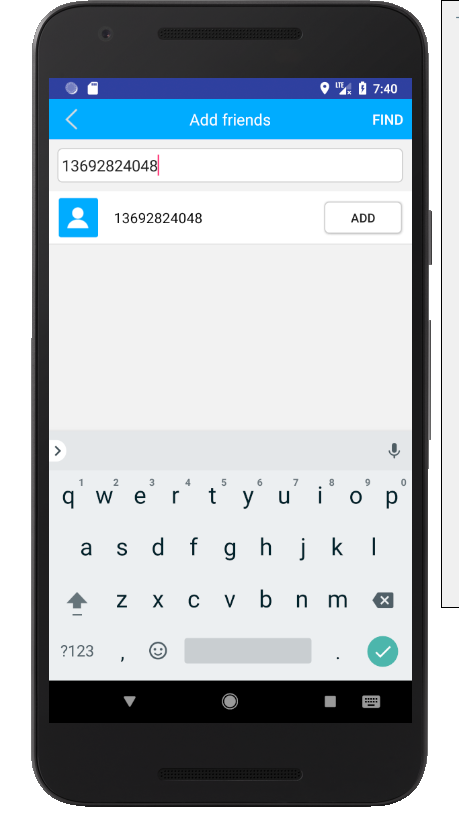 LTE 7:40
Add friends FIND
13692824048
13692824048 ADD
1 2 3 4 5 6 7 8 9 0
q w e r t y u i o p
a s d f g h j k l
z x c v b n m
?123 , .